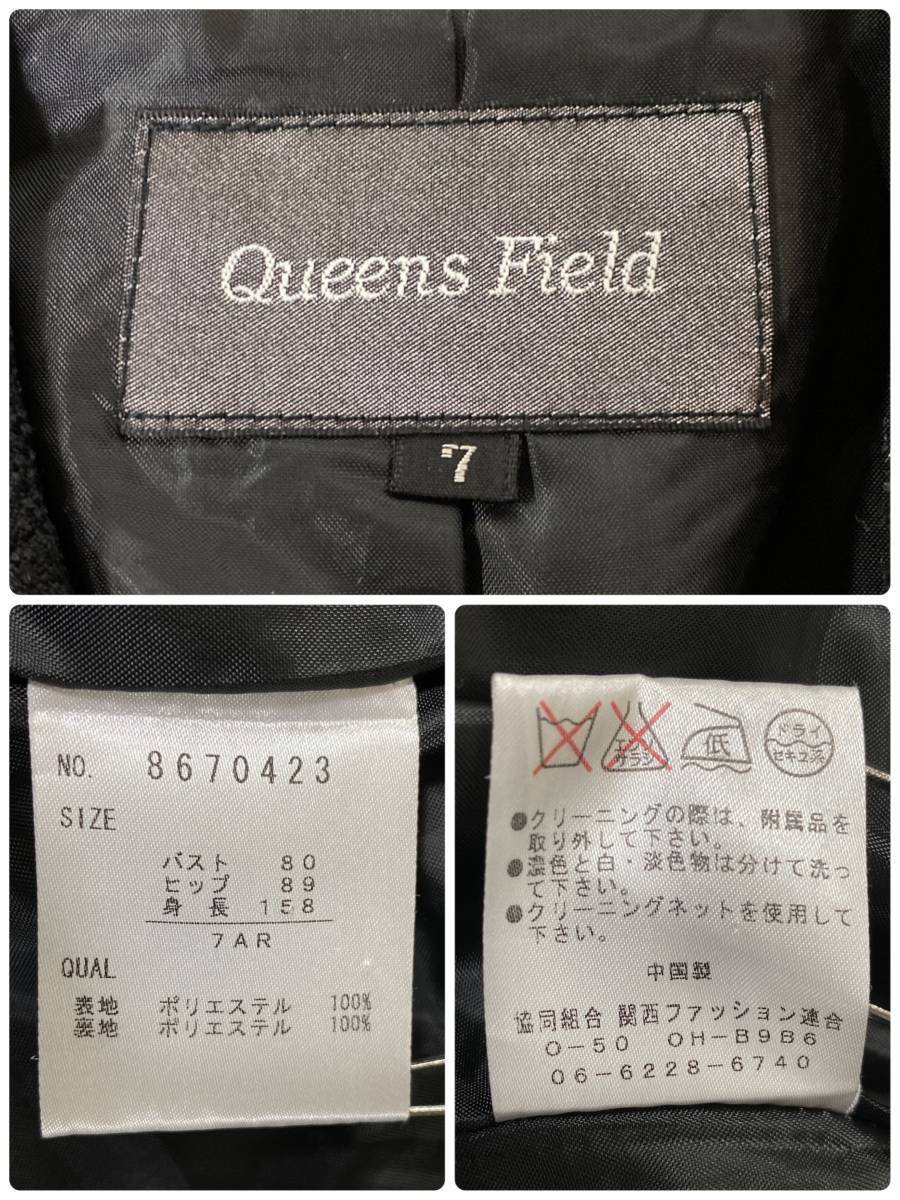 Queens Field
7
NO. 8670423
SIZE
バスト 80
ヒップ 89
身長 158
7AR
QUAL
表地 ポリエステル 100%
裏地 ポリエステル 100%
エンソ サラシ 低 ドライ セキユ系
●クリーニングの際は、附属品を
取り外して下さい。
●濃色と白・淡色物は分けて洗っ
て下さい。
●クリーニングネットを使用して
下さい。
中国製
協同組合 関西ファッション連合
O-50 OH-B9B6
06-6228-6740